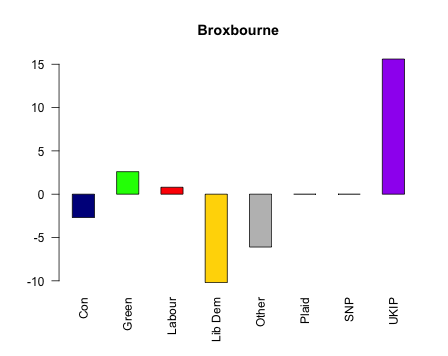 Broxbourne
15
10
5
0
-5
-10
Con
Green
Labour
Lib Dem
Other
Plaid
SNP
UKIP